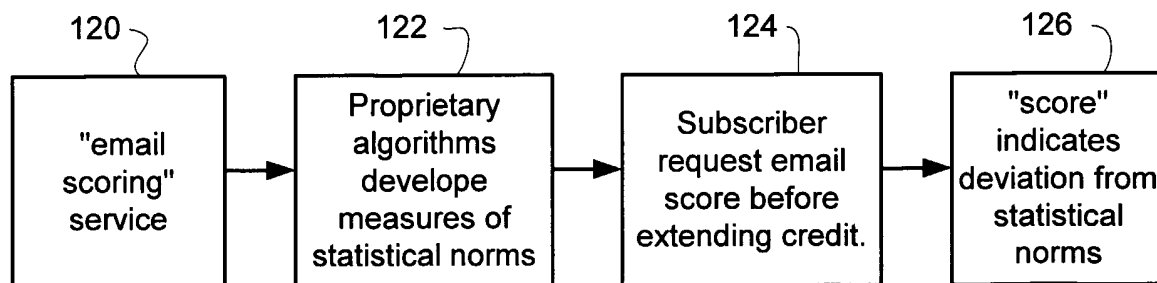 120
122
124
126
"email
scoring"
service
Proprietary
algorithms
develope
measures of
statistical norms
Subscriber
request email
score before
extending credit.
"score"
indicates
deviation from
statistical
norms